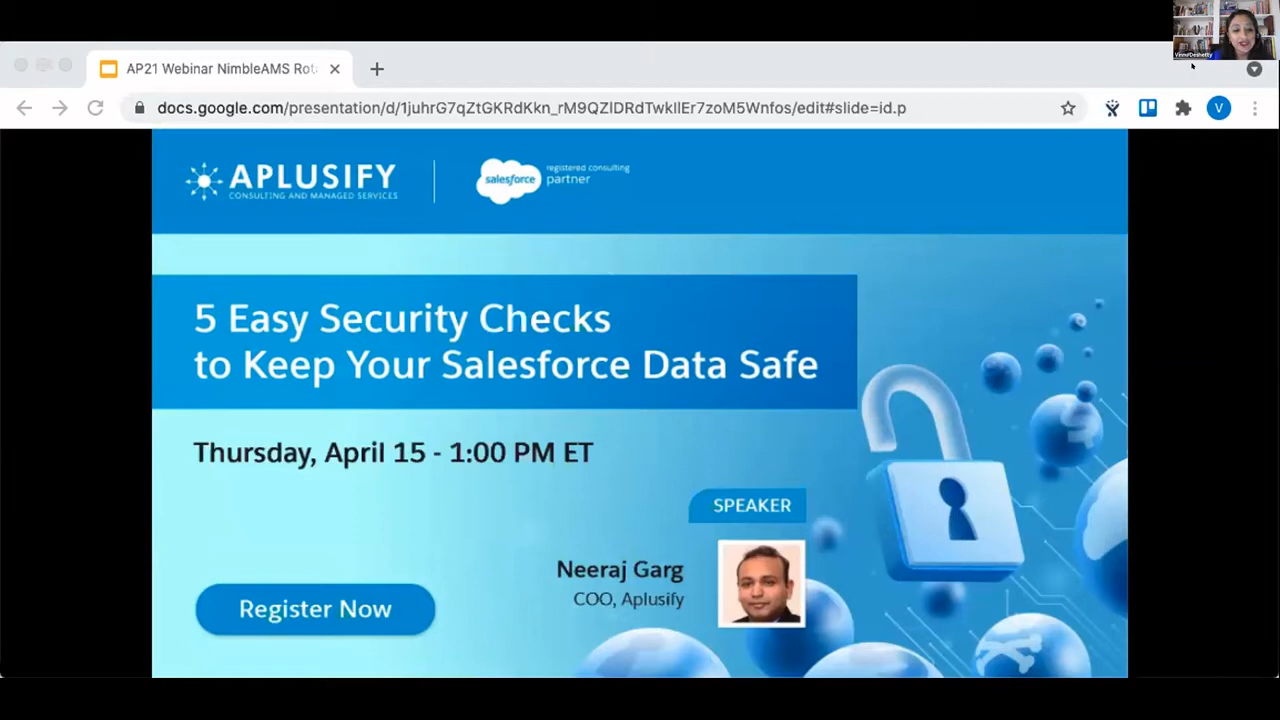 VinnuDeshetty
AP21 Webinar NimbleAMS Rot
docs.google.com/presentation/d/1juhrG7qZtGKRdKkn_rM9QZlDRdTwkllEr7zoM5Wnfos/edit#slide=id.p
V
APLUSIFY
CONSULTING AND MANAGED SERVICES
salesforce
registered consulting
partner
5 Easy Security Checks
to Keep Your Salesforce Data Safe
Thursday, April 15 - 1:00 PM ET
SPEAKER
Neeraj Garg
COO, Aplusify
Register Now